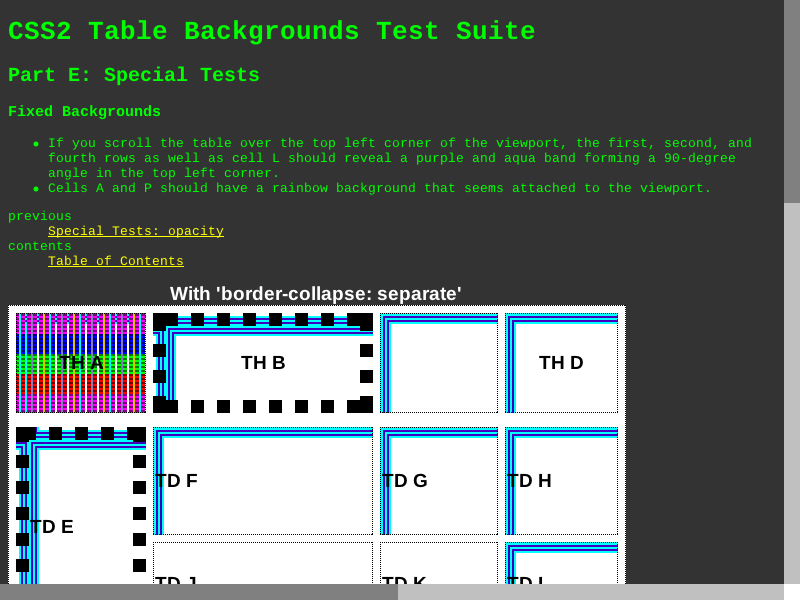 CSS2 Table Backgrounds Test Suite
Part E: Special Tests
Fixed Backgrounds
If you scroll the table over the top left corner of the viewport, the first, second, and
fourth rows as well as cell L should reveal a purple and aqua band forming a 90-degree
angle in the top left corner.
Cells A and P should have a rainbow background that seems attached to the viewport.
previous
Special Tests: opacity
contents
Table of Contents
With 'border-collapse: separate'
TH A
TH B
TH D
TD F
TD G
TD H
TD E